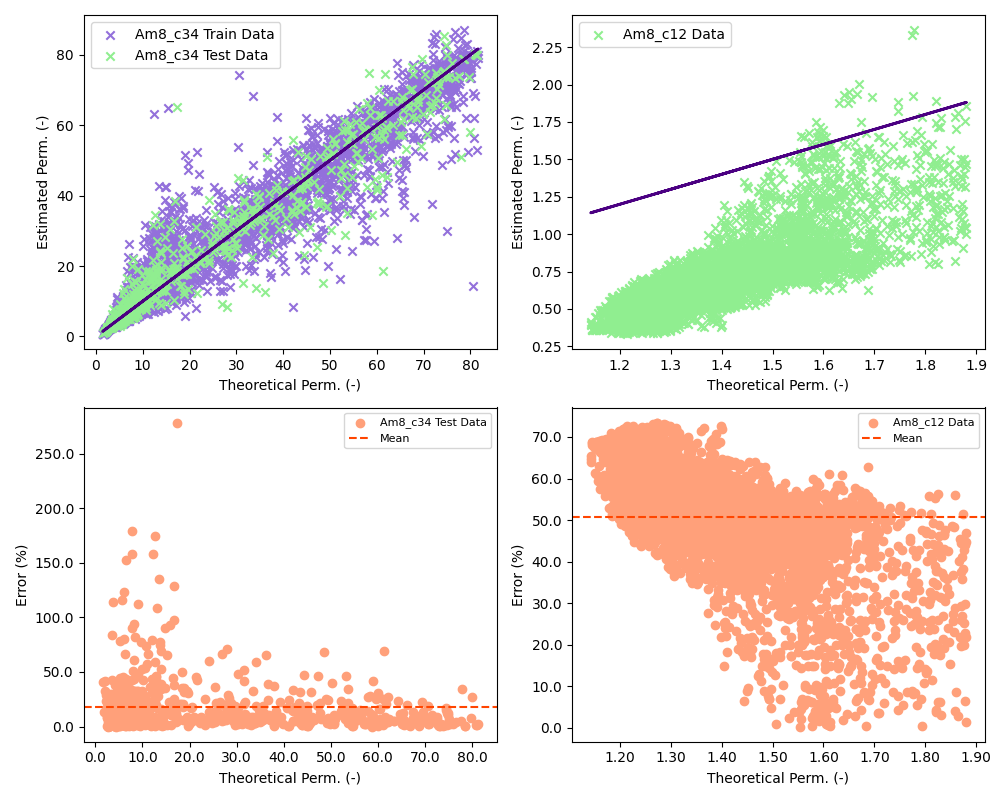 Am8_c34 Train Data
Am8_c34 Test Data
80
60
40
20
0
Estimated Perm. (-)
0 10 20 30 40 50 60 70 80
Theoretical Perm. (-)
Am8_c12 Data
2.25
2.00
1.75
1.50
1.25
1.00
0.75
0.50
0.25
Estimated Perm. (-)
1.2 1.3 1.4 1.5 1.6 1.7 1.8 1.9
Theoretical Perm. (-)
Am8_c34 Test Data
Mean
250.0
200.0
150.0
100.0
50.0
0.0
Error (%)
0.0 10.0 20.0 30.0 40.0 50.0 60.0 70.0 80.0
Theoretical Perm. (-)
Am8_c12 Data
Mean
70.0
60.0
50.0
40.0
30.0
20.0
10.0
0.0
Error (%)
1.20 1.30 1.40 1.50 1.60 1.70 1.80 1.90
Theoretical Perm. (-)